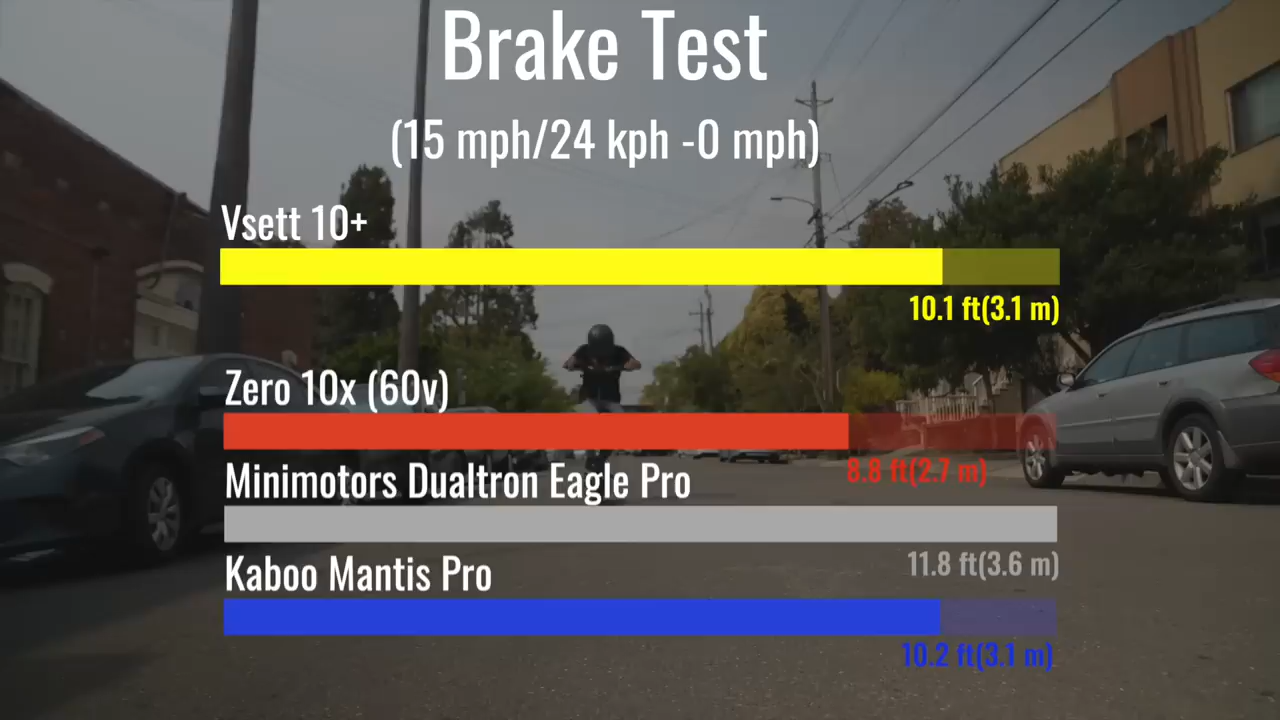 Brake Test
(15 mph/24 kph -0 mph)
Vsett 10+
10.1 ft(3.1 m)
Zero 10x (60v)
8.8 ft(2.7 m)
Minimotors Dualtron Eagle Pro
11.8 ft(3.6 m)
Kaboo Mantis Pro
10.2 ft(3.1 m)